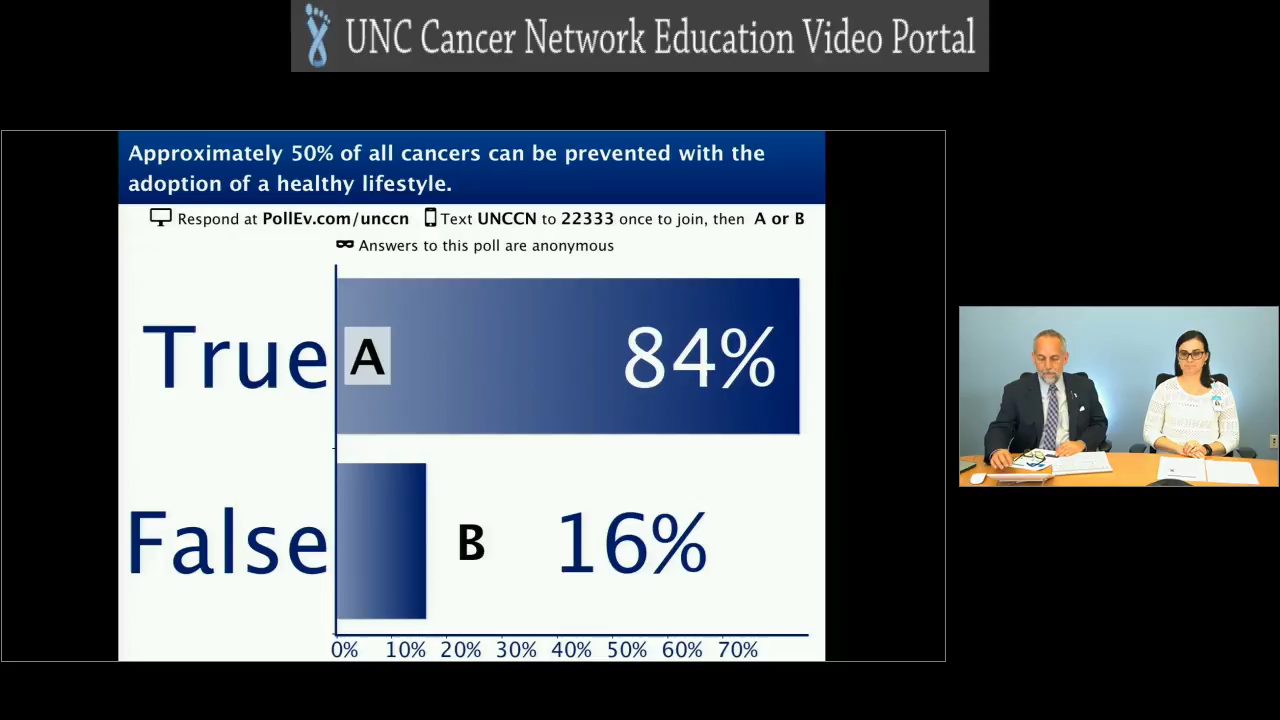 UNC Cancer Network Education Video Portal
Approximately 50% of all cancers can be prevented with the
adoption of a healthy lifestyle.
Respond at PollEv.com/unccn Text UNCCN to 22333 once to join, then A or B
Answers to this poll are anonymous
True A 84%
False B 16%
0% 10% 20% 30% 40% 50% 60% 70%